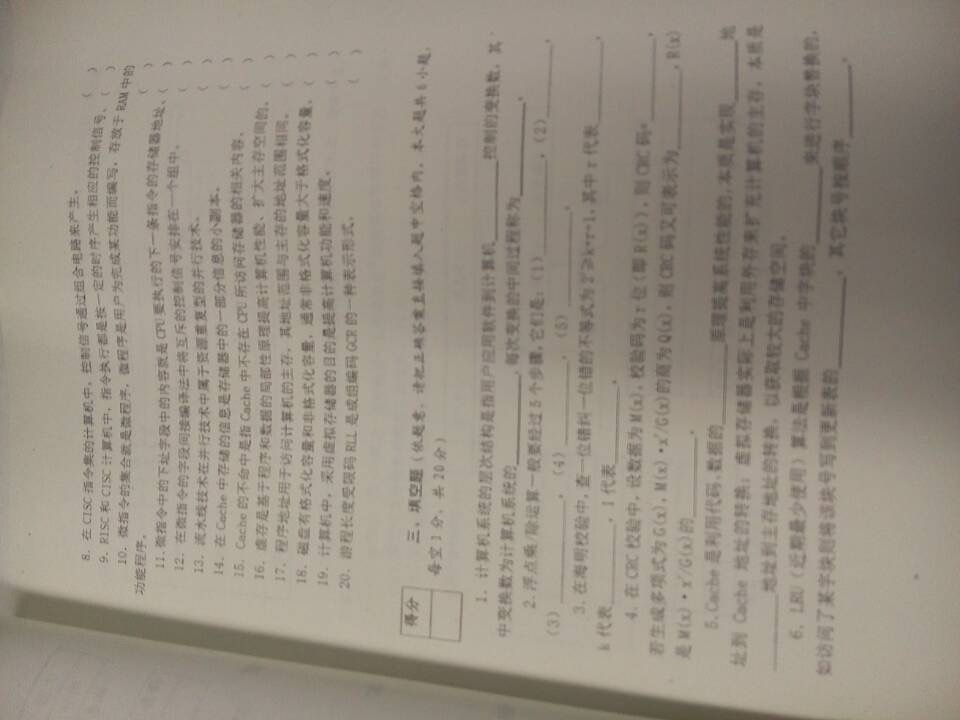 8. 在 CISC 指令集的计算机中，控制信号通过组合电路来产生。 ( )
9. RISC 和 CISC 计算机中，指令执行都是按一定的时序产生相应的控制信号。( )
10. 微指令的集合就是微程序，微程序是用户为完成某功能而编写，存放于 RAM 中的
功能程序。 ( )
11. 微指令中的下址字段中的内容就是 CPU 要执行的下一条指令的存储器地址。( )
12. 在微指令的字段间接编译法中将互斥的控制信号安排在一个组中。 ( )
13. 流水线技术在并行技术中属于资源重复型的并行技术。 ( )
14. 在 Cache 中存储的信息是存储器中的一部分信息的小副本。 ( )
15. Cache 的不命中是指 Cache 中不存在 CPU 所访问存储器的相关内容。 ( )
16. 虚存是基于程序和数据的局部性原理提高计算机性能、扩大主存空间的。( )
17. 程序地址用于访问计算机的主存，其地址范围与主存的地址范围相同。 ( )
18. 磁盘有格式化容量和非格式化容量，通常非格式化容量大于格式化容量。( )
19. 计算机中，采用虚拟存储器的目的是提高计算机功能和速度。 ( )
20. 游程长度受限码 RLL 是成组编码 GCR 的一种表示形式。 ( )
得分
三、填空题（依题意，请把正确答案直接填入题中空格内。本大题共 6 小题，
每空 1 分、共 20 分）
1. 计算机系统的层次结构是指用户应用软件到计算机______控制的变换数，其
中变换数为计算机系统的______，每次变换的中间过程称为______。
2. 浮点乘/除运算一般要经过 5 个步骤，它们是：(1)______，(2)______，
(3)______，(4)______，(5)______。
3. 在海明校验中，查一位错纠一位错的不等式为 2^r≥k+r+1，其中 r 代表______，
k 代表______，1 代表______。
4. 在 CRC 校验中，设数据为 M(x)，校验码为 r 位（即 R(x)），则 CRC 码，
若生成多项式为 G(x)，M(x)·x^r/G(x)的商为 Q(x)，则 CRC 码又可表示为______，R(x)
是 M(x)·x^r/G(x)的______。
5. Cache 是利用代码、数据的______原理提高系统性能的，本质是实现______地
址到 Cache 地址的转换；虚拟存储器实际上是利用外存来扩充计算机的主存，本质是
______地址到主存地址的转换，以获取较大的存储空间。
6. LRU（近期最少使用）算法是根据 Cache 中字块的______来进行字块替换的，
如访问了某字块则将该块号写到更新表的______，其它块号按顺序______。